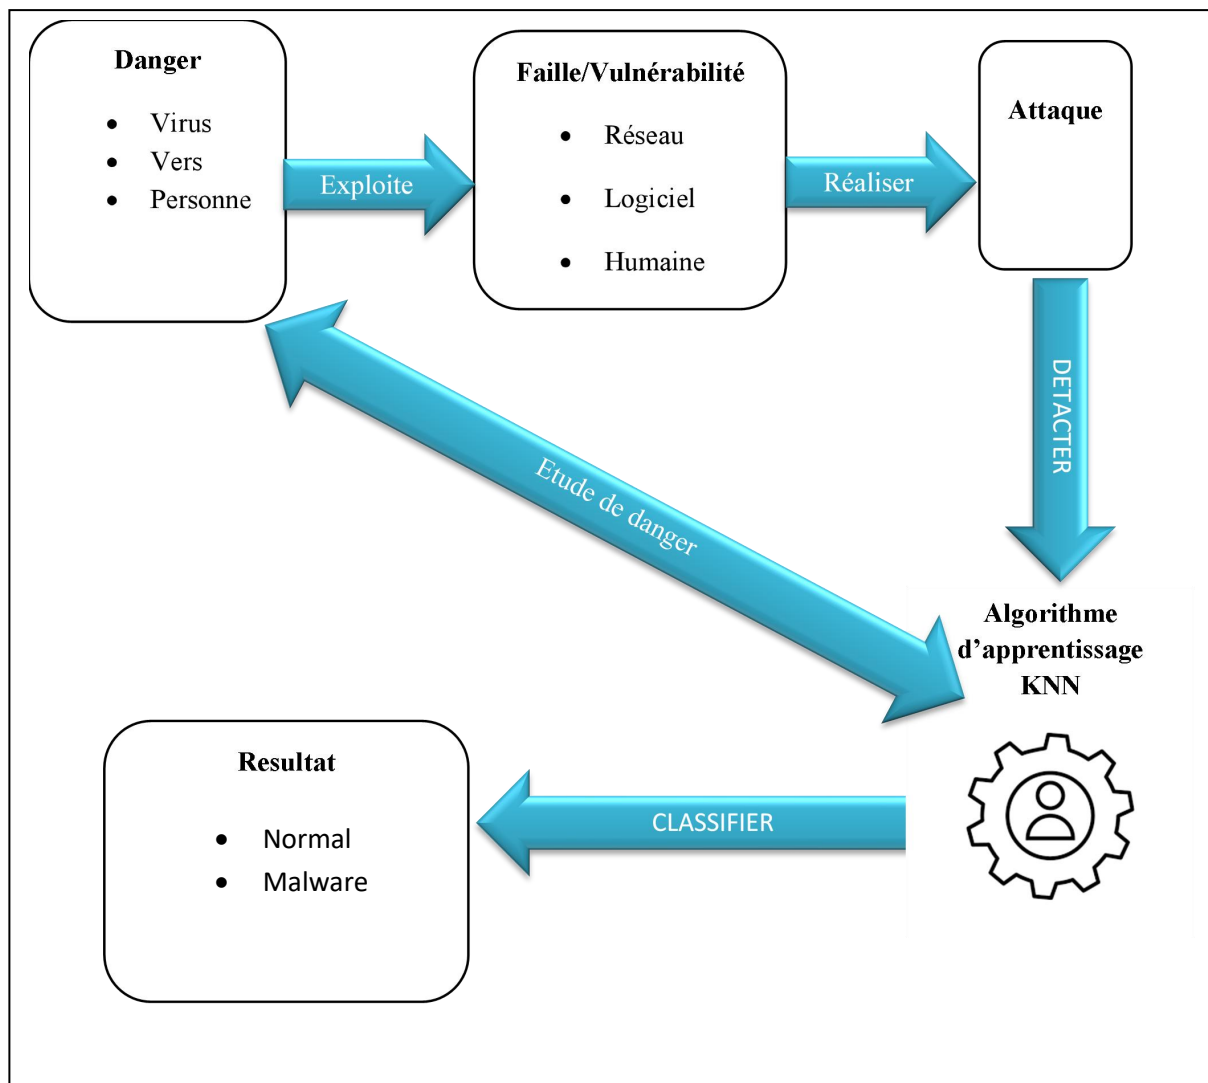 Danger
• Virus
• Vers
• Personne
Exploite
Faille/Vulnérabilité
• Réseau
• Logiciel
• Humaine
Réaliser
Attaque
DETACTER
Etude de danger
Algorithme
d’apprentissage
KNN
CLASSIFIER
Resultat
• Normal
• Malware